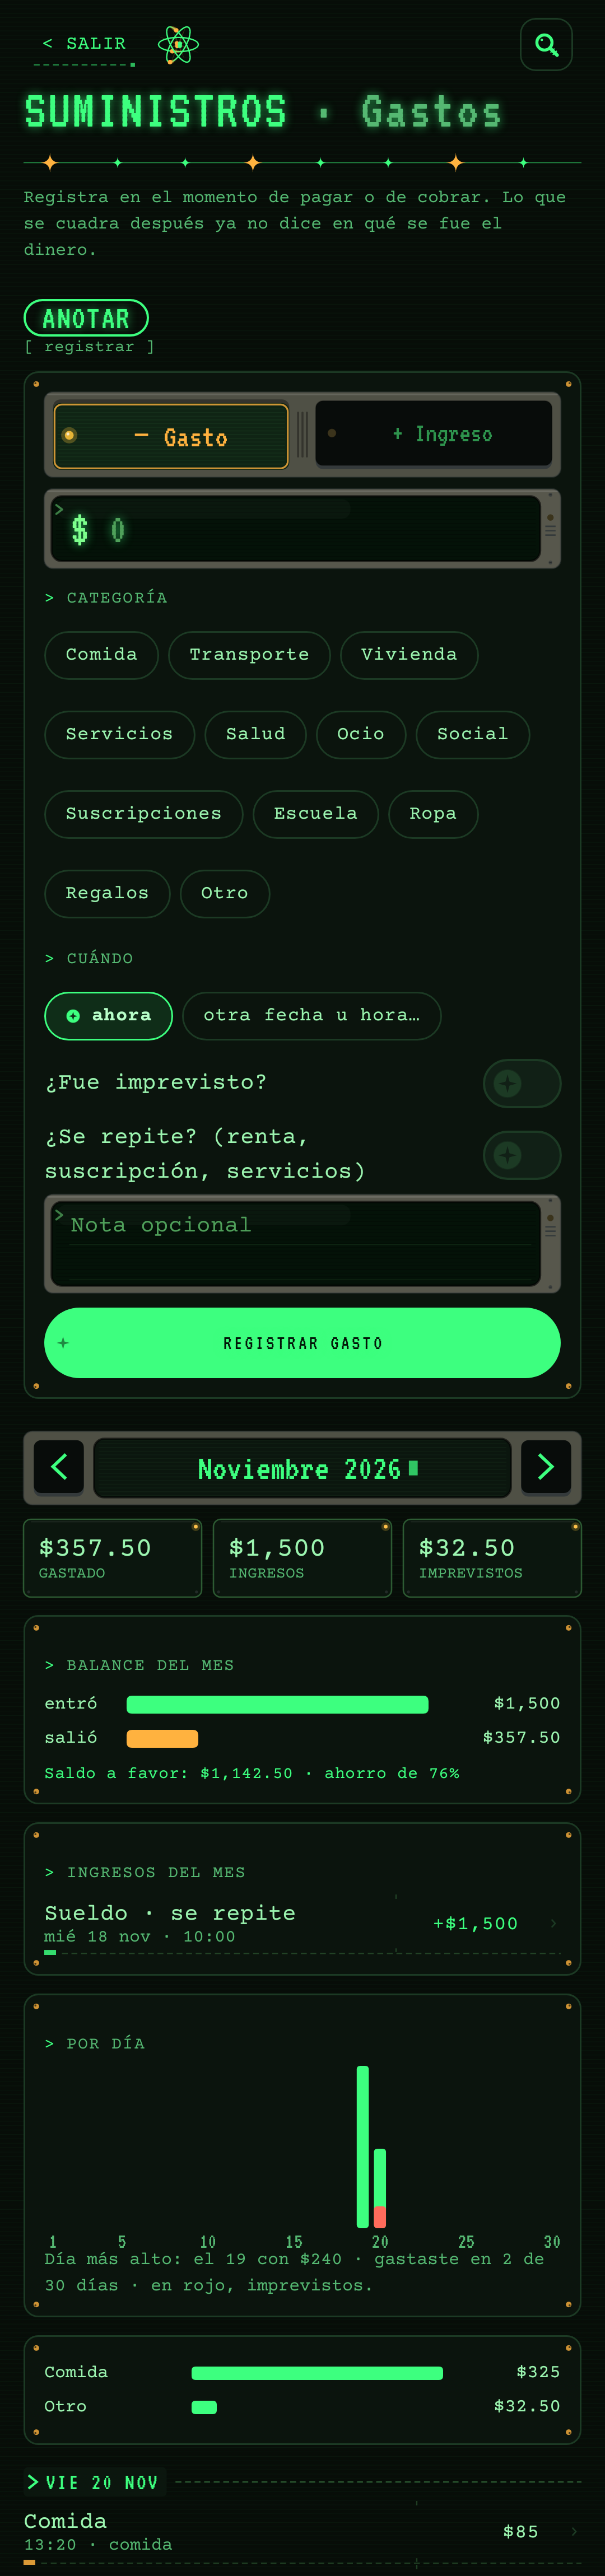 < SALIR
SUMINISTROS · Gastos
Registra en el momento de pagar o de cobrar. Lo que
se cuadra después ya no dice en qué se fue el
dinero.
ANOTAR
[ registrar ]
— Gasto
+ Ingreso
>
$ 0
> CATEGORÍA
Comida Transporte Vivienda
Servicios Salud Ocio Social
Suscripciones Escuela Ropa
Regalos Otro
> CUÁNDO
ahora otra fecha u hora…
¿Fue imprevisto?
¿Se repite? (renta,
suscripción, servicios)
> Nota opcional
REGISTRAR GASTO
< Noviembre 2026 >
$357.50 $1,500 $32.50
GASTADO INGRESOS IMPREVISTOS
> BALANCE DEL MES
entró $1,500
salió $357.50
Saldo a favor: $1,142.50 · ahorro de 76%
> INGRESOS DEL MES
Sueldo · se repite
+$1,500 ›
mié 18 nov · 10:00
> POR DÍA
1 5 10 15 20 25 30
Día más alto: el 19 con $240 · gastaste en 2 de
30 días · en rojo, imprevistos.
Comida $325
Otro $32.50
> VIE 20 NOV
Comida
$85 ›
13:20 · comida